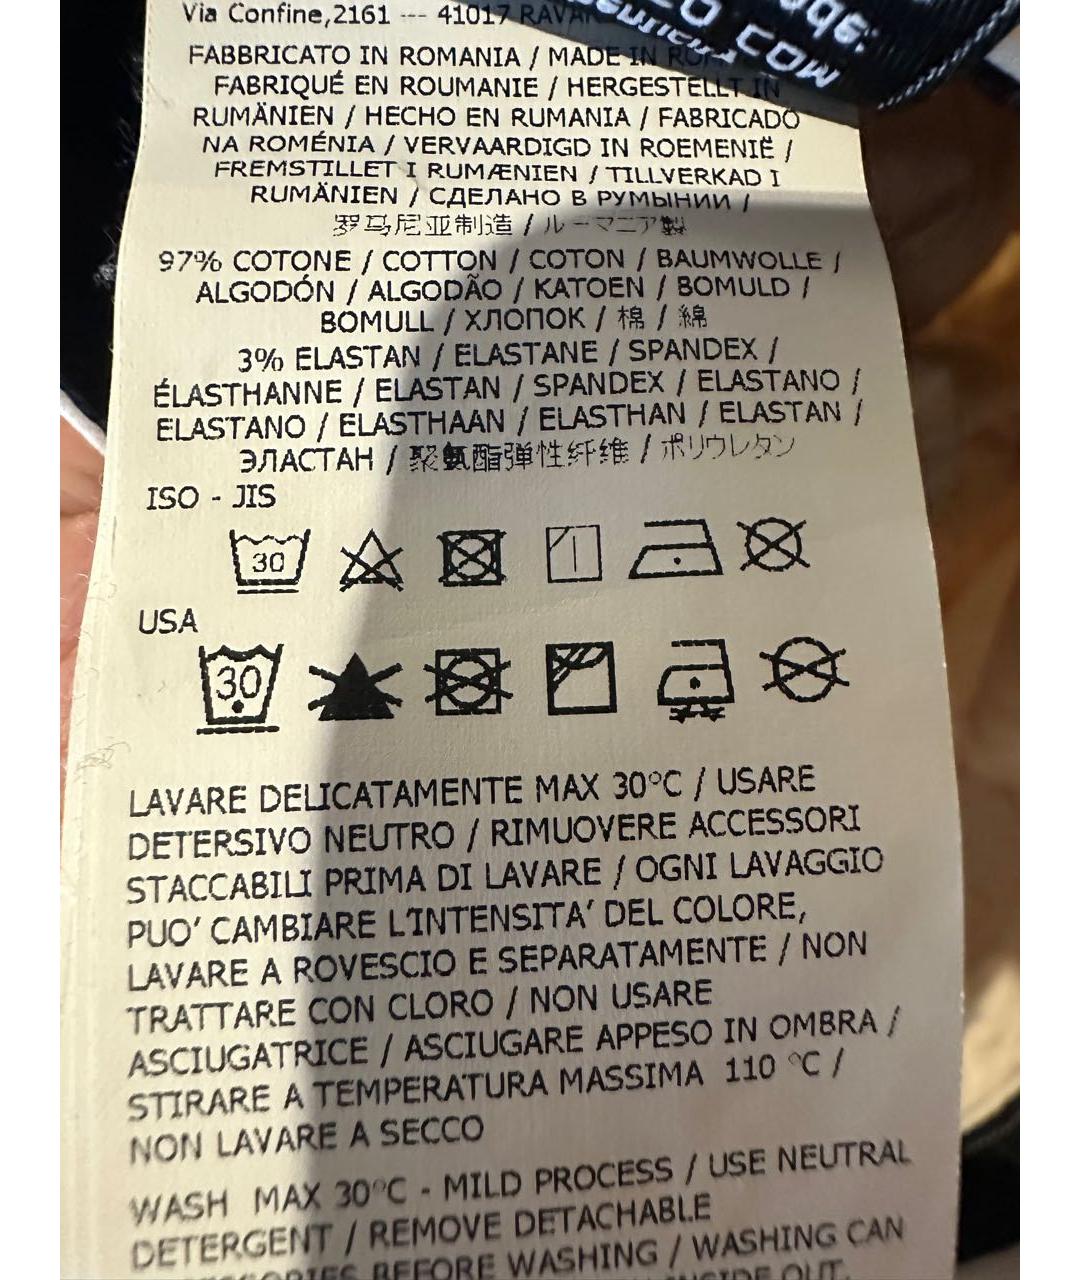 Via Confine,2161 --- 41017
FABBRICATO IN ROMANIA / MADE IN
FABRIQUÉ EN ROUMANIE / HERGESTELLT IN
RUMÄNIEN / HECHO EN RUMANIA / FABRICADO
NA ROMÉNIA / VERVAARDIGD IN ROEMENIË /
FREMSTILLET I RUMÆNIEN / TILLVERKAD I
RUMÄNIEN / СДЕЛАНО В РУМЫНИИ /
罗马尼亚制造 / ルーマニア製
97% COTONE / COTTON / COTON / BAUMWOLLE /
ALGODÓN / ALGODÃO / KATOEN / BOMULD /
BOMULL / ХЛОПОК / 棉 / 綿
3% ELASTAN / ELASTANE / SPANDEX /
ÉLASTHANNE / ELASTAN / SPANDEX / ELASTANO /
ELASTANO / ELASTHAAN / ELASTHAN / ELASTAN /
ЭЛАСТАН / 聚氨酯弹性纤维 / ポリウレタン
ISO - JIS
30
USA
30
LAVARE DELICATAMENTE MAX 30°C / USARE
DETERSIVO NEUTRO / RIMUOVERE ACCESSORI
STACCABILI PRIMA DI LAVARE / OGNI LAVAGGIO
PUO' CAMBIARE L'INTENSITA' DEL COLORE,
LAVARE A ROVESCIO E SEPARATAMENTE / NON
TRATTARE CON CLORO / NON USARE
ASCIUGATRICE / ASCIUGARE APPESO IN OMBRA /
STIRARE A TEMPERATURA MASSIMA 110 °C /
NON LAVARE A SECCO
WASH MAX 30°C - MILD PROCESS / USE NEUTRAL
DETERGENT / REMOVE DETACHABLE
BEFORE WASHING / WASHING CAN
INSIDE OUT